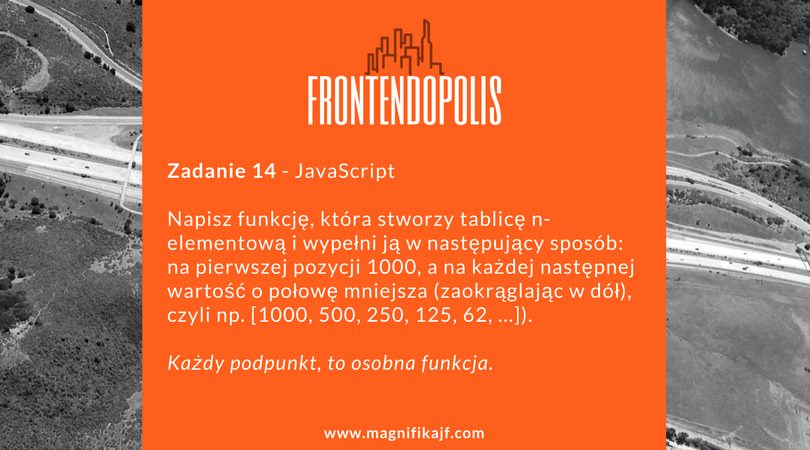 FRONTENDOPOLIS
Zadanie 14 - JavaScript
Napisz funkcję, która stworzy tablicę n-
elementową i wypełni ją w następujący sposób:
na pierwszej pozycji 1000, a na każdej następnej
wartość o połowę mniejsza (zaokrąglając w dół),
czyli np. [1000, 500, 250, 125, 62, ...]).
Każdy podpunkt, to osobna funkcja.
www.magnifikajf.com